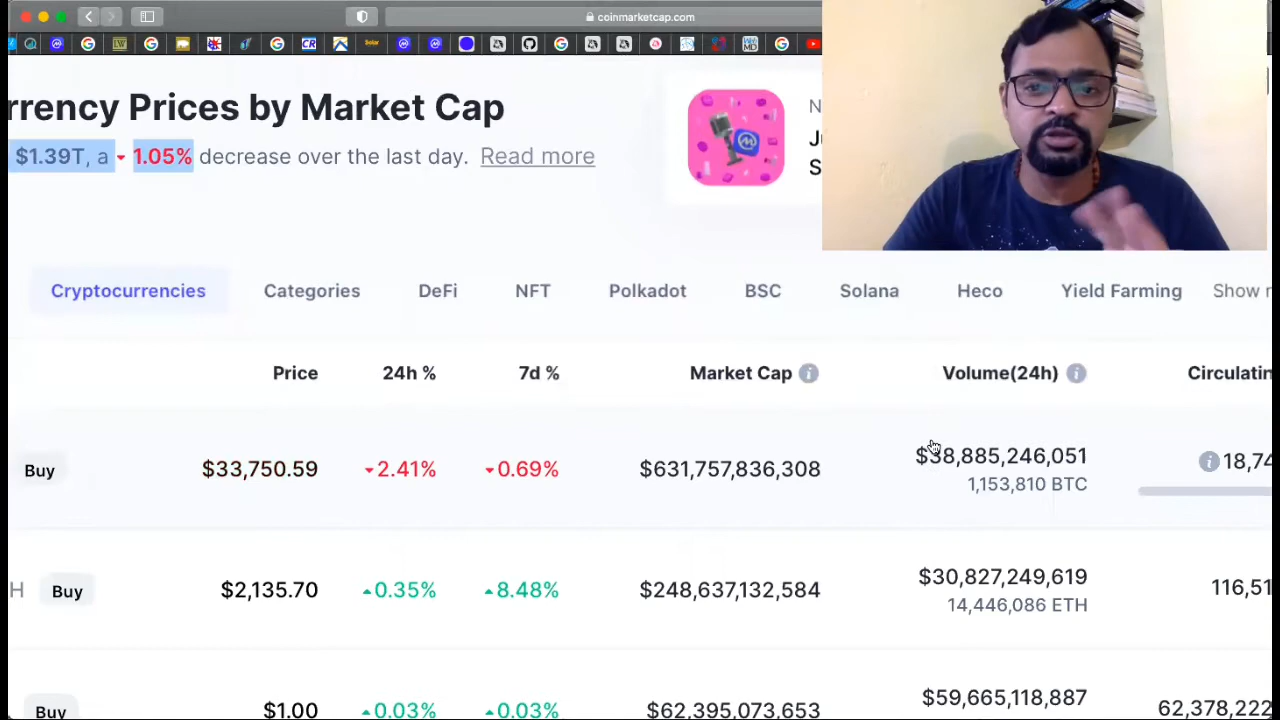 coinmarketcap.com
rrency Prices by Market Cap
$1.39T, a 1.05% decrease over the last day. Read more
Cryptocurrencies Categories DeFi NFT Polkadot BSC Solana Heco Yield Farming Show
Price 24h % 7d % Market Cap Volume(24h) Circulatin
Buy $33,750.59 2.41% 0.69% $631,757,836,308 $38,885,246,051 18,74
1,153,810 BTC
H Buy $2,135.70 0.35% 8.48% $248,637,132,584 $30,827,249,619 116,51
14,446,086 ETH
Buy $1.00 0.03% 0.03% $62,395,073,653 $59,665,118,887 62,378,222